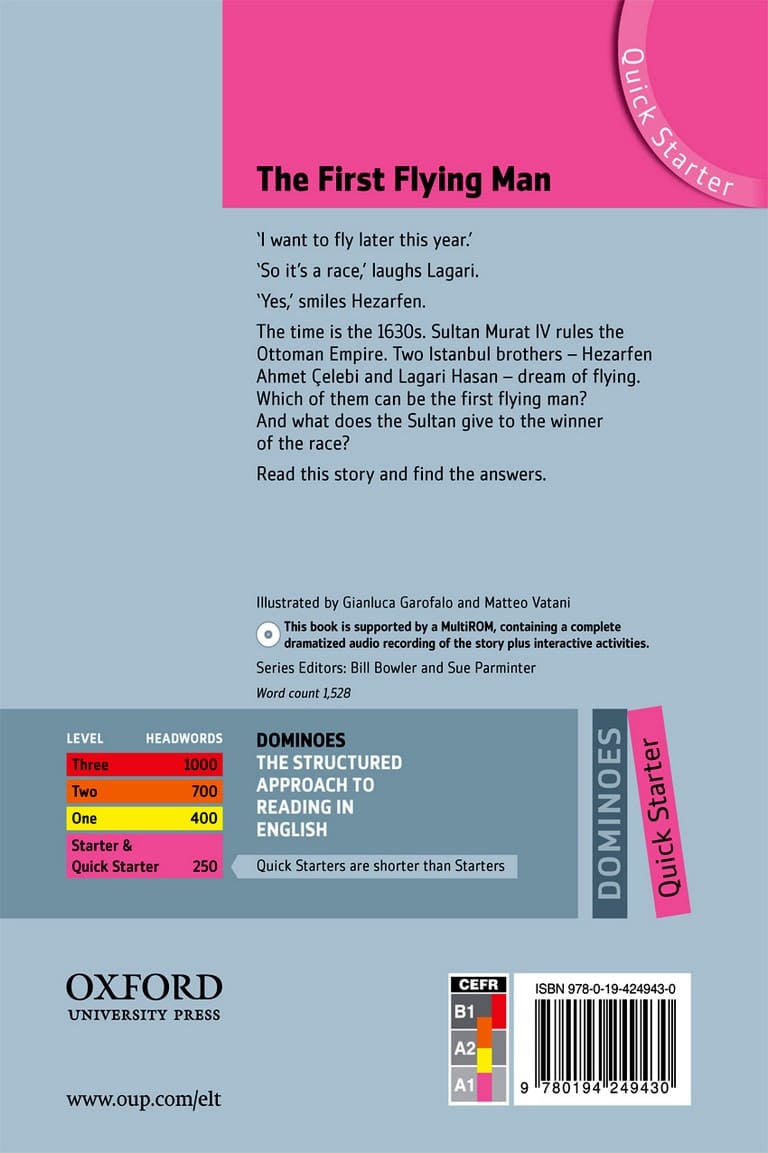 Quick Starter
The First Flying Man
‘I want to fly later this year.’
‘So it’s a race,’ laughs Lagari.
‘Yes,’ smiles Hezarfen.
The time is the 1630s. Sultan Murat IV rules the
Ottoman Empire. Two Istanbul brothers – Hezarfen
Ahmet Çelebi and Lagari Hasan – dream of flying.
Which of them can be the first flying man?
And what does the Sultan give to the winner
of the race?
Read this story and find the answers.
Illustrated by Gianluca Garofalo and Matteo Vatani
This book is supported by a MultiROM, containing a complete
dramatized audio recording of the story plus interactive activities.
Series Editors: Bill Bowler and Sue Parminter
Word count 1,528
LEVEL HEADWORDS
Three 1000
Two 700
One 400
Starter &
Quick Starter 250
DOMINOES
THE STRUCTURED
APPROACH TO
READING IN
ENGLISH
Quick Starters are shorter than Starters
DOMINOES
Quick Starter
OXFORD
UNIVERSITY PRESS
www.oup.com/elt
CEFR
B1
A2
A1
ISBN 978-0-19-424943-0
9 780194 249430